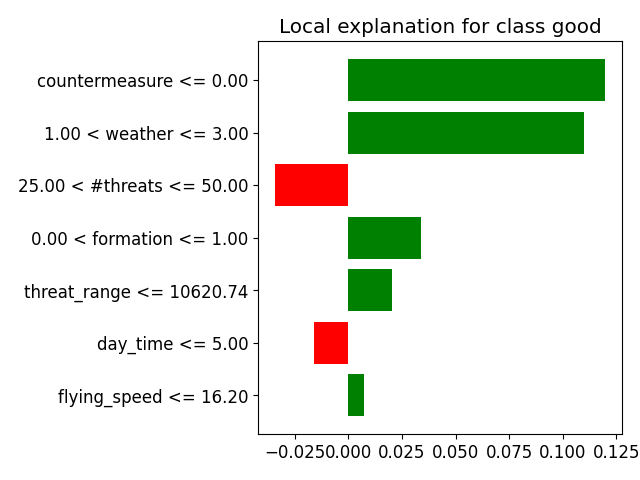 Local explanation for class good
countermeasure <= 0.00
1.00 < weather <= 3.00
25.00 < #threats <= 50.00
0.00 < formation <= 1.00
threat_range <= 10620.74
day_time <= 5.00
flying_speed <= 16.20
−0.025 0.000 0.025 0.050 0.075 0.100 0.125